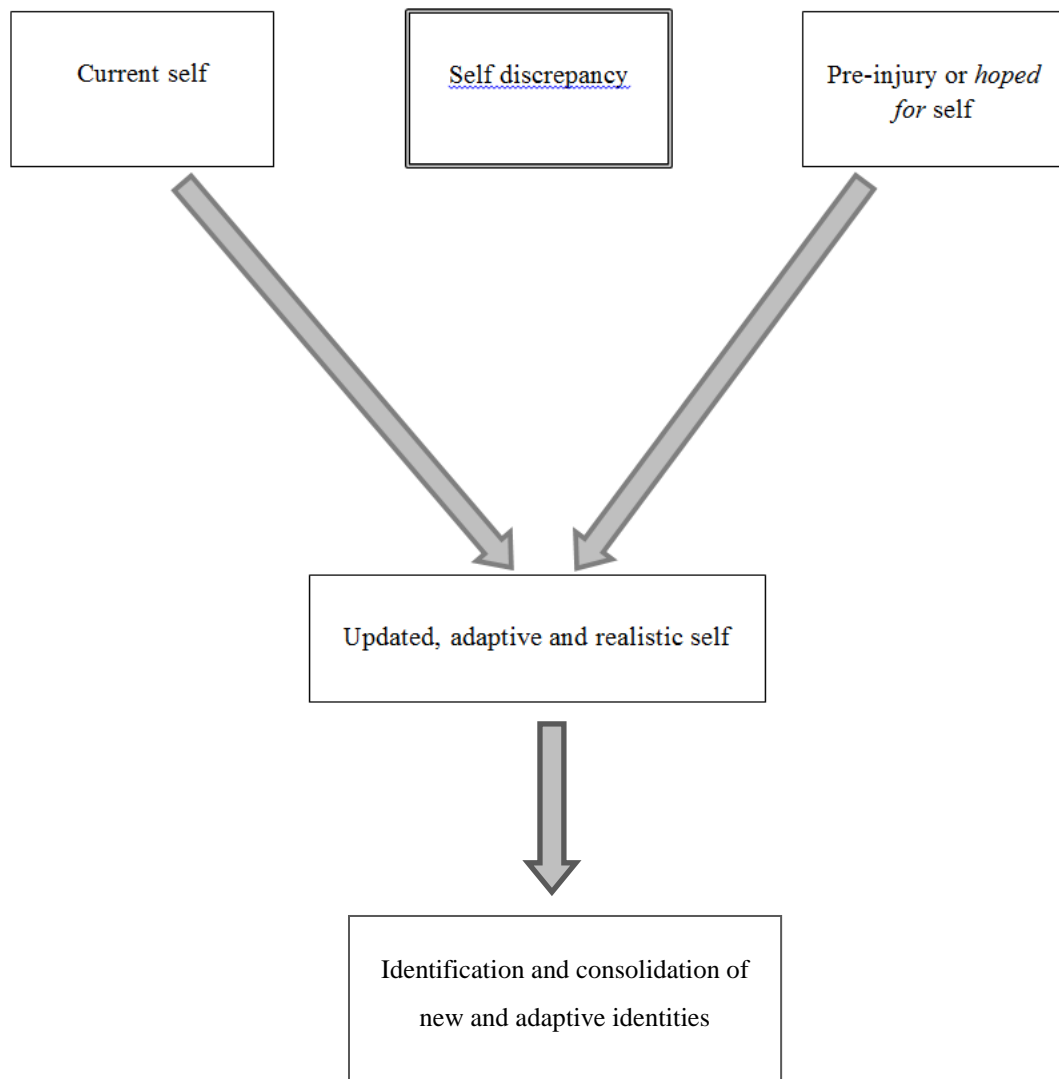 Current self
Self discrepancy
Pre-injury or hoped
for self
Updated, adaptive and realistic self
Identification and consolidation of
new and adaptive identities